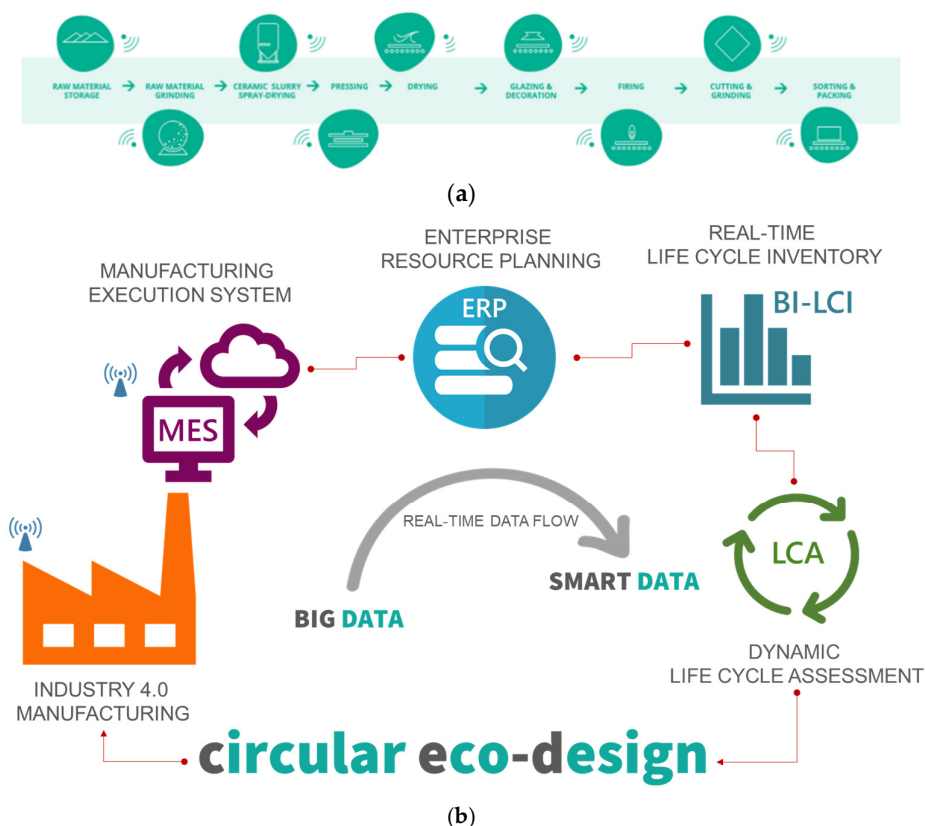 RAW MATERIAL
STORAGE
RAW MATERIAL
GRINDING
CERAMIC SLURRY
SPRAY-DRYING
PRESSING
DRYING
GLAZING &
DECORATION
FIRING
CUTTING &
GRINDING
SORTING &
PACKING
(a)
MANUFACTURING
EXECUTION SYSTEM
ENTERPRISE
RESOURCE PLANNING
REAL-TIME
LIFE CYCLE INVENTORY
MES
ERP
BI-LCI
REAL-TIME DATA FLOW
BIG DATA
SMART DATA
LCA
INDUSTRY 4.0
MANUFACTURING
DYNAMIC
LIFE CYCLE ASSESSMENT
circular eco-design
(b)